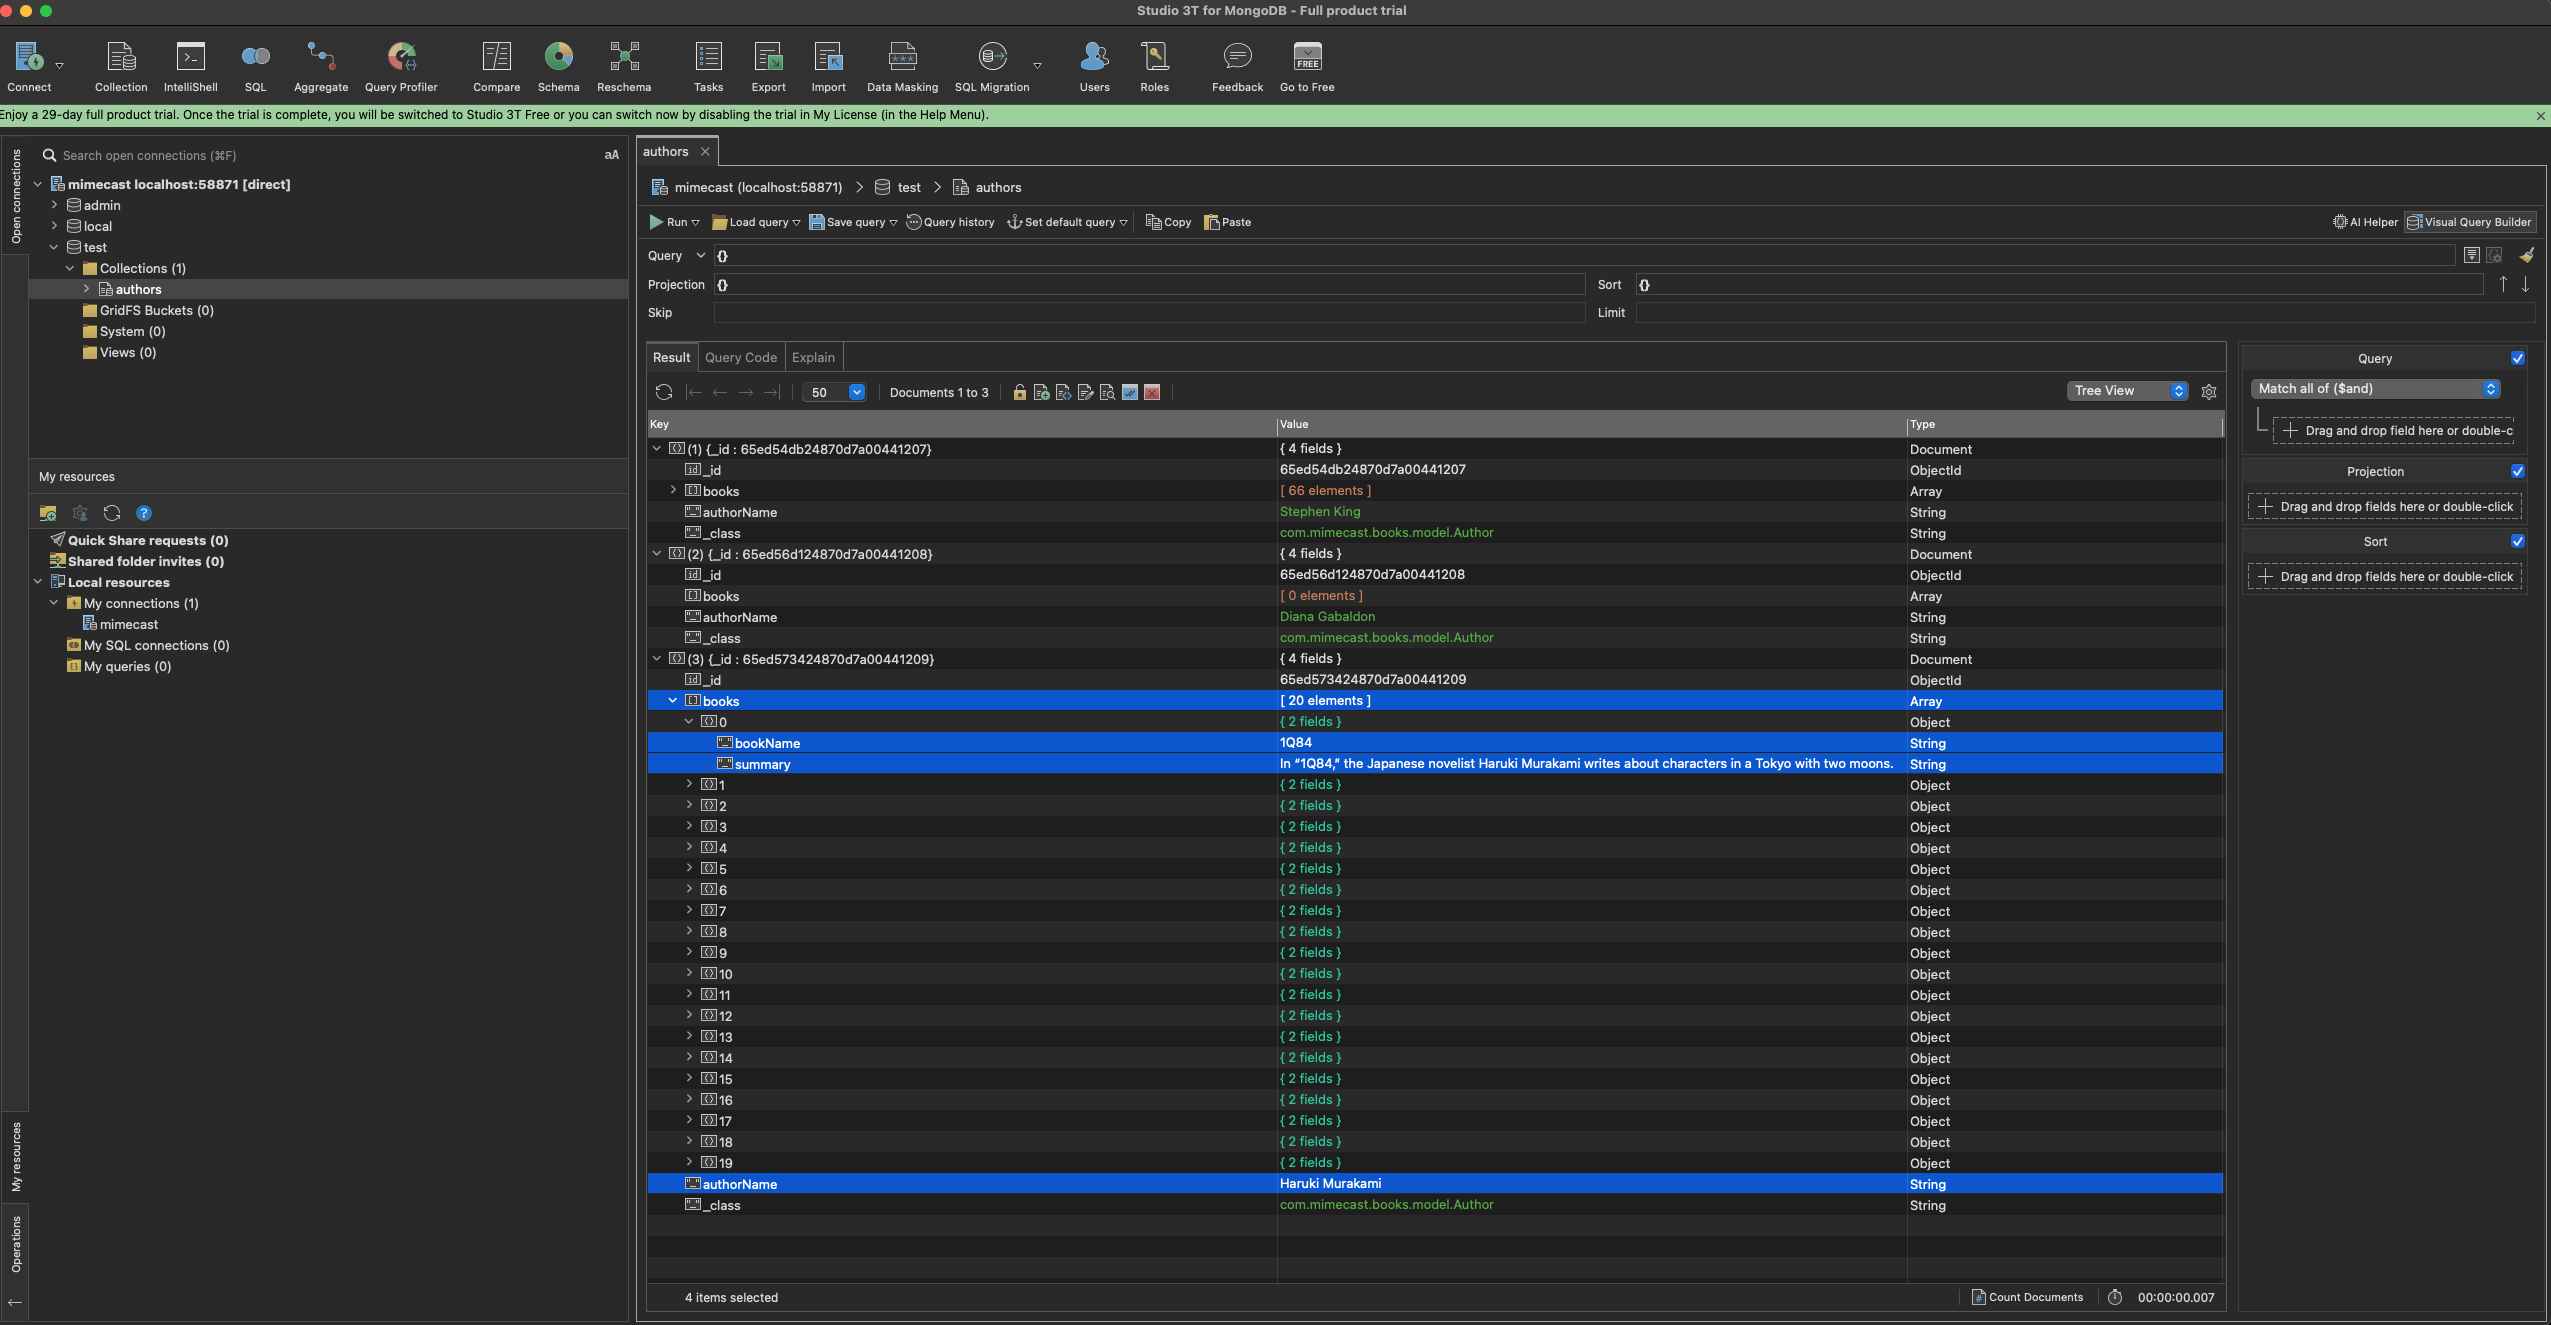 Studio 3T for MongoDB - Full product trial
Connect Collection IntelliShell SQL Aggregate Query Profiler Compare Schema Reschema Tasks Export Import Data Masking SQL Migration Users Roles Feedback FREE Go to Free
Enjoy a 29-day full product trial. Once the trial is complete, you will be switched to Studio 3T Free or you can switch now by disabling the trial in My License (in the Help Menu).
Open connections
Search open connections (⌘F) aA
mimecast localhost:58871 [direct]
admin
local
test
Collections (1)
authors
GridFS Buckets (0)
System (0)
Views (0)
My resources
Quick Share requests (0)
Shared folder invites (0)
Local resources
My connections (1)
mimecast
My SQL connections (0)
My queries (0)
My resources
Operations
authors
mimecast (localhost:58871) test authors
Run Load query Save query Query history Set default query Copy Paste AI Helper Visual Query Builder
Query {}
Projection {} Sort {}
Skip Limit
Result Query Code Explain
50 Documents 1 to 3 Tree View
Key Value Type
(1) {_id : 65ed54db24870d7a00441207} { 4 fields } Document
_id 65ed54db24870d7a00441207 ObjectId
books [ 66 elements ] Array
authorName Stephen King String
_class com.mimecast.books.model.Author String
(2) {_id : 65ed56d124870d7a00441208} { 4 fields } Document
_id 65ed56d124870d7a00441208 ObjectId
books [ 0 elements ] Array
authorName Diana Gabaldon String
_class com.mimecast.books.model.Author String
(3) {_id : 65ed573424870d7a00441209} { 4 fields } Document
_id 65ed573424870d7a00441209 ObjectId
books [ 20 elements ] Array
0 { 2 fields } Object
bookName 1Q84 String
summary In “1Q84,” the Japanese novelist Haruki Murakami writes about characters in a Tokyo with two moons. String
1 { 2 fields } Object
2 { 2 fields } Object
3 { 2 fields } Object
4 { 2 fields } Object
5 { 2 fields } Object
6 { 2 fields } Object
7 { 2 fields } Object
8 { 2 fields } Object
9 { 2 fields } Object
10 { 2 fields } Object
11 { 2 fields } Object
12 { 2 fields } Object
13 { 2 fields } Object
14 { 2 fields } Object
15 { 2 fields } Object
16 { 2 fields } Object
17 { 2 fields } Object
18 { 2 fields } Object
19 { 2 fields } Object
authorName Haruki Murakami String
_class com.mimecast.books.model.Author String
4 items selected Count Documents 00:00:00.007
Query
Match all of ($and)
Drag and drop field here or double-c
Projection
Drag and drop fields here or double-click
Sort
Drag and drop fields here or double-click